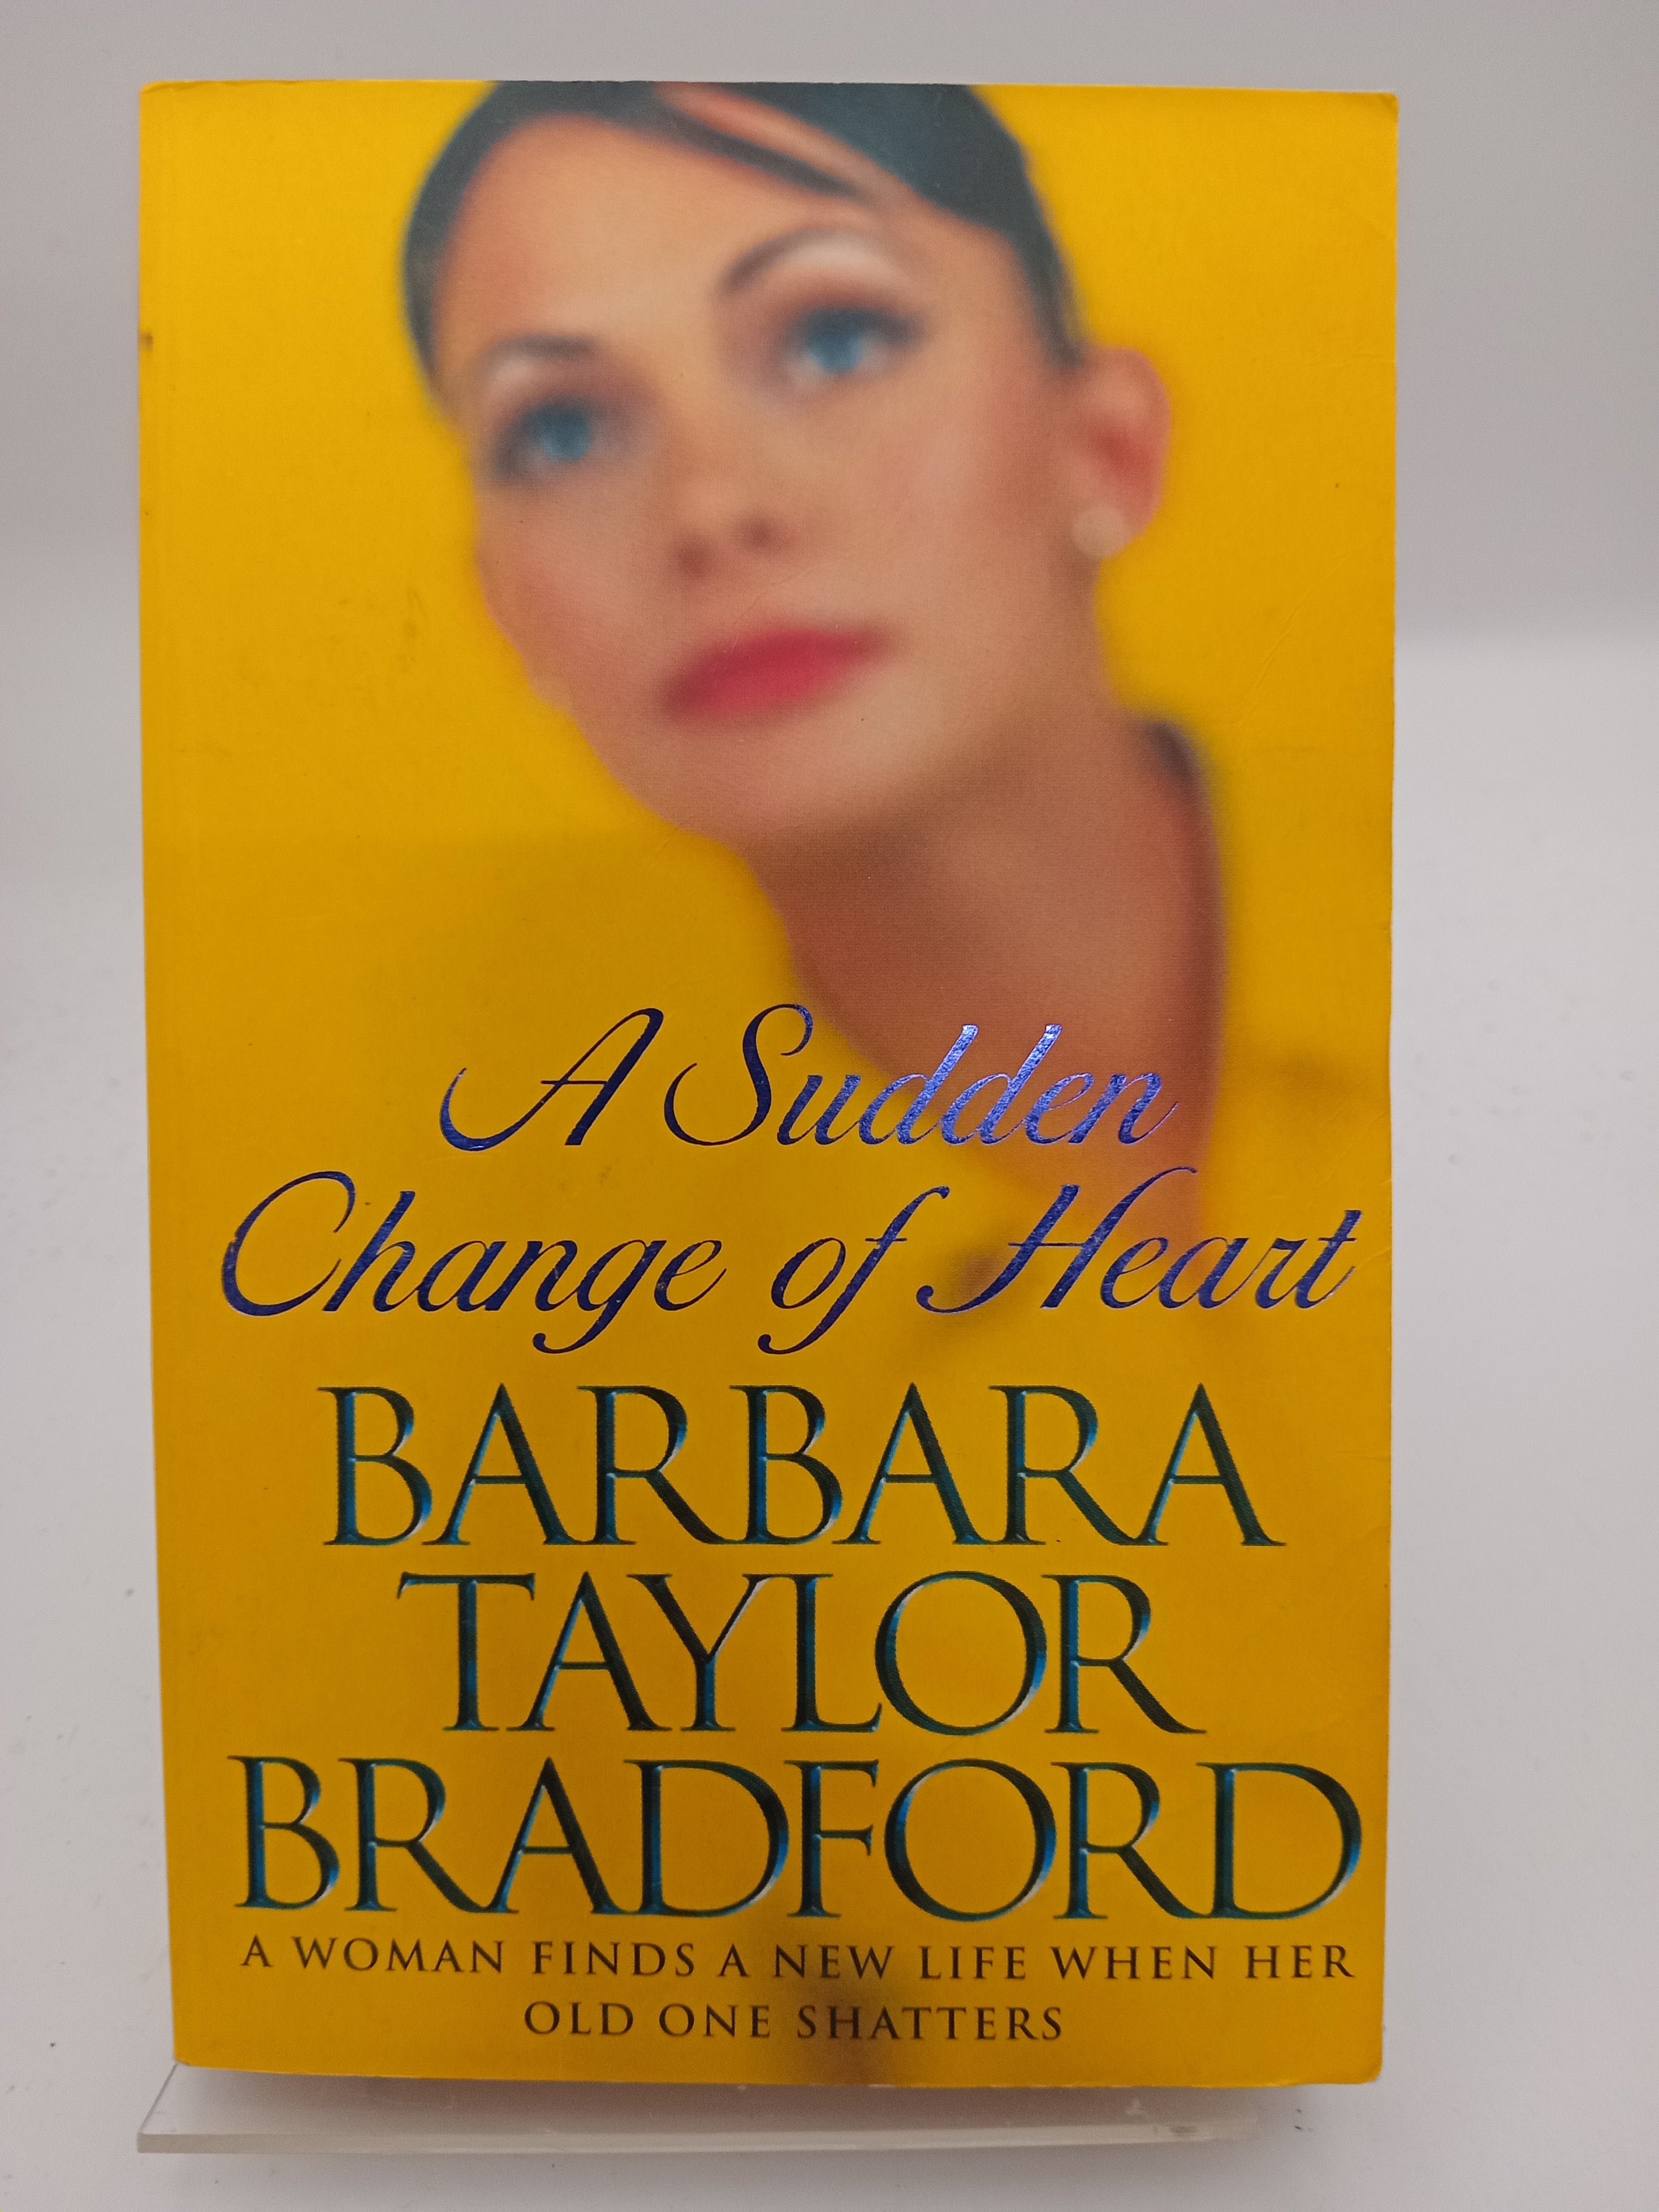 A Sudden
Change of Heart
BARBARA
TAYLOR
BRADFORD
A WOMAN FINDS A NEW LIFE WHEN HER
OLD ONE SHATTERS